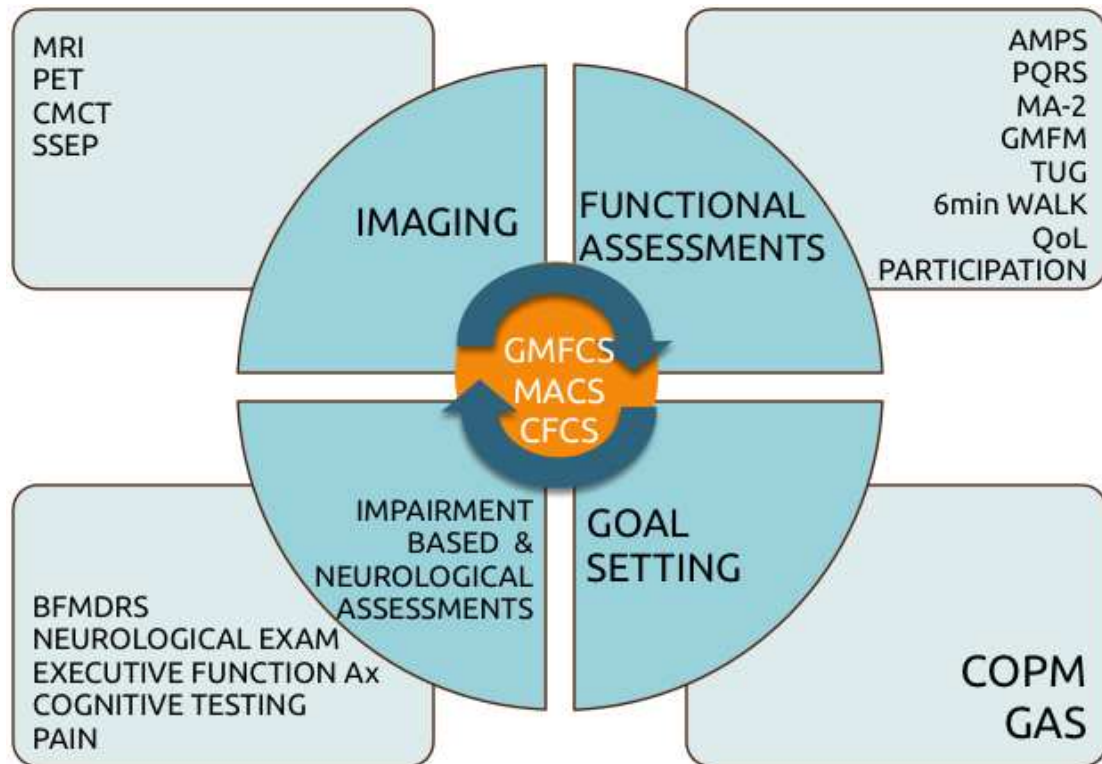 MRI
PET
CMCT
SSEP
IMAGING
AMPS
PQRS
MA-2
GMFM
TUG
6min WALK
QoL
PARTICIPATION
FUNCTIONAL
ASSESSMENTS
GMFCS
MACS
CFCS
IMPAIRMENT
BASED &
NEUROLOGICAL
ASSESSMENTS
BFMDRS
NEUROLOGICAL EXAM
EXECUTIVE FUNCTION Ax
COGNITIVE TESTING
PAIN
GOAL
SETTING
COPM
GAS